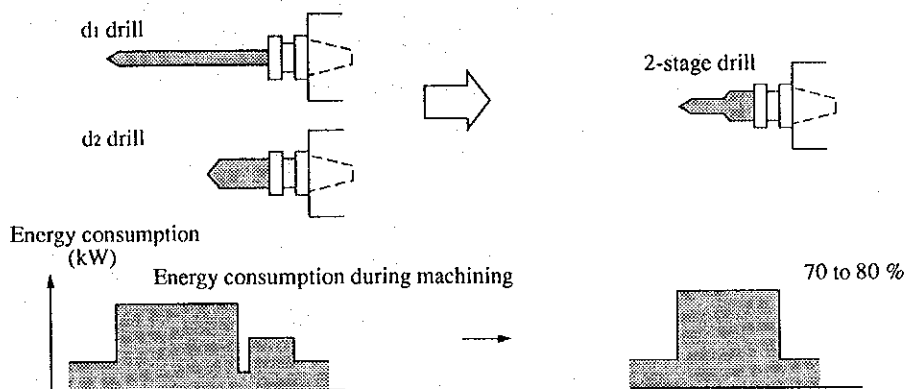 d1 drill
2-stage drill
d2 drill
Energy consumption
(kW)
Energy consumption during machining
70 to 80 %